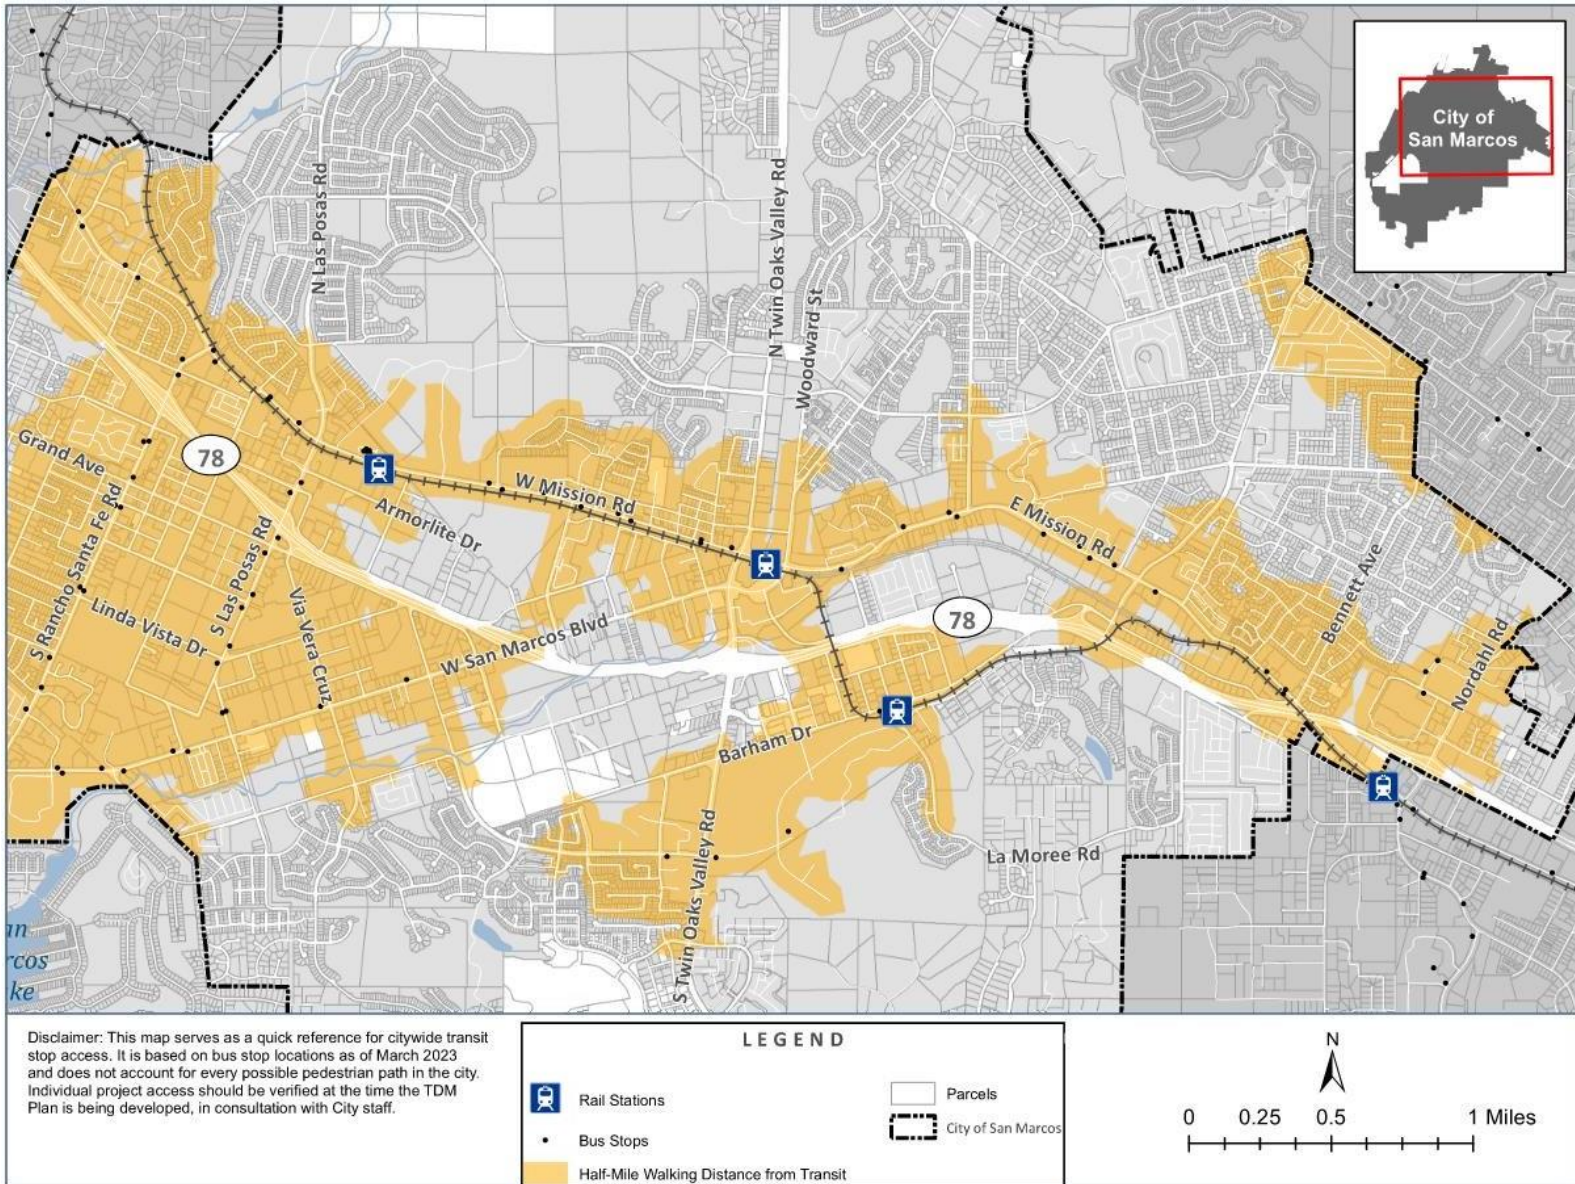 City of
San Marcos
N Las Posas Rd
N Twin Oaks Valley Rd
Woodward St
78
Grand Ave
S Rancho Santa Fe Rd
Armorlite Dr
W Mission Rd
E Mission Rd
S Las Posas Rd
Linda Vista Dr
Via Vera Cruz
W San Marcos Blvd
78
Bennett Ave
Nordahl Rd
Barham Dr
S Twin Oaks Valley Rd
La Moree Rd
an
rcos
ke
Disclaimer: This map serves as a quick reference for citywide transit
stop access. It is based on bus stop locations as of March 2023
and does not account for every possible pedestrian path in the city.
Individual project access should be verified at the time the TDM
Plan is being developed, in consultation with City staff.
LEGEND
Rail Stations
Bus Stops
Half-Mile Walking Distance from Transit
Parcels
City of San Marcos
N
0 0.25 0.5 1 Miles